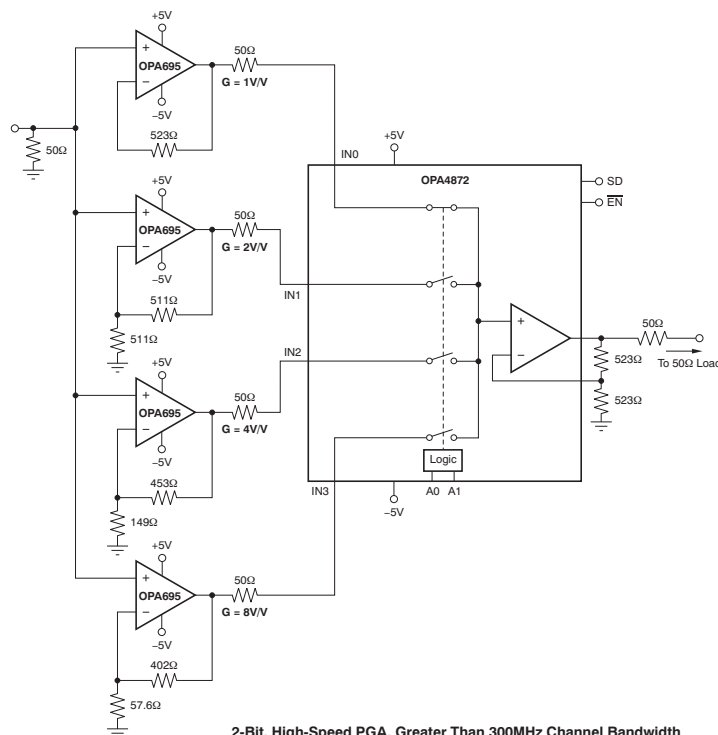 +5V
50Ω
OPA695
G = 1V/V
−5V
523Ω
50Ω
+5V
IN0
OPA4872
SD
EN
+5V
50Ω
OPA695
G = 2V/V
−5V
IN1
511Ω
511Ω
+5V
IN2
50Ω
OPA695
G = 4V/V
−5V
453Ω
149Ω
50Ω
To 50Ω Load
523Ω
523Ω
Logic
IN3
A0 A1
−5V
+5V
50Ω
OPA695
G = 8V/V
−5V
402Ω
57.6Ω
2-Bit, High-Speed PGA, Greater Than 300MHz Channel Bandwidth